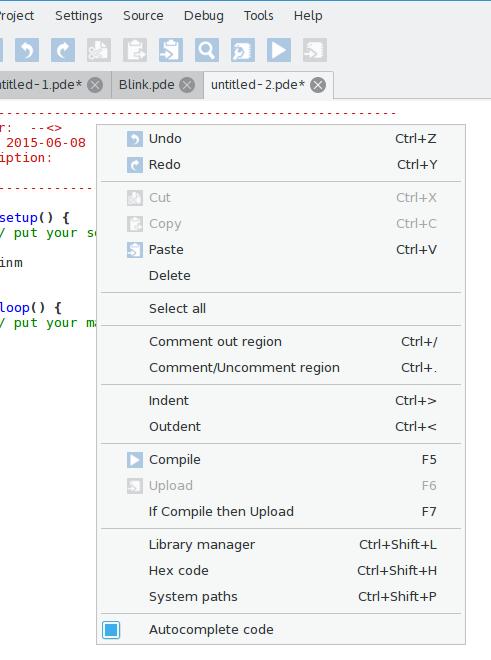 Project Settings Source Debug Tools Help
ntitled-1.pde* Blink.pde untitled-2.pde*
--------------------------------------------------
r: --<>
2015-06-08
iption:
------------
setup() {
/ put your se
inm
loop() {
/ put your ma
Undo Ctrl+Z
Redo Ctrl+Y
Cut Ctrl+X
Copy Ctrl+C
Paste Ctrl+V
Delete
Select all
Comment out region Ctrl+/
Comment/Uncomment region Ctrl+.
Indent Ctrl+>
Outdent Ctrl+<
Compile F5
Upload F6
If Compile then Upload F7
Library manager Ctrl+Shift+L
Hex code Ctrl+Shift+H
System paths Ctrl+Shift+P
Autocomplete code